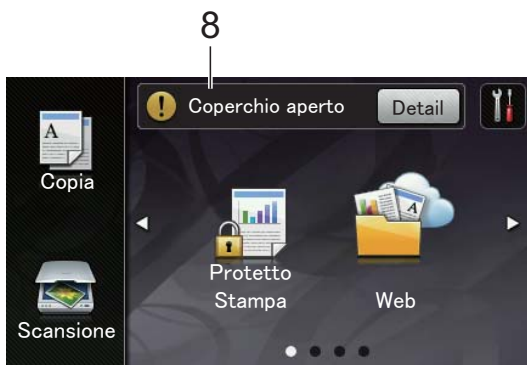 8
Coperchio aperto Detail
Copia
Protetto
Stampa
Web
Scansione